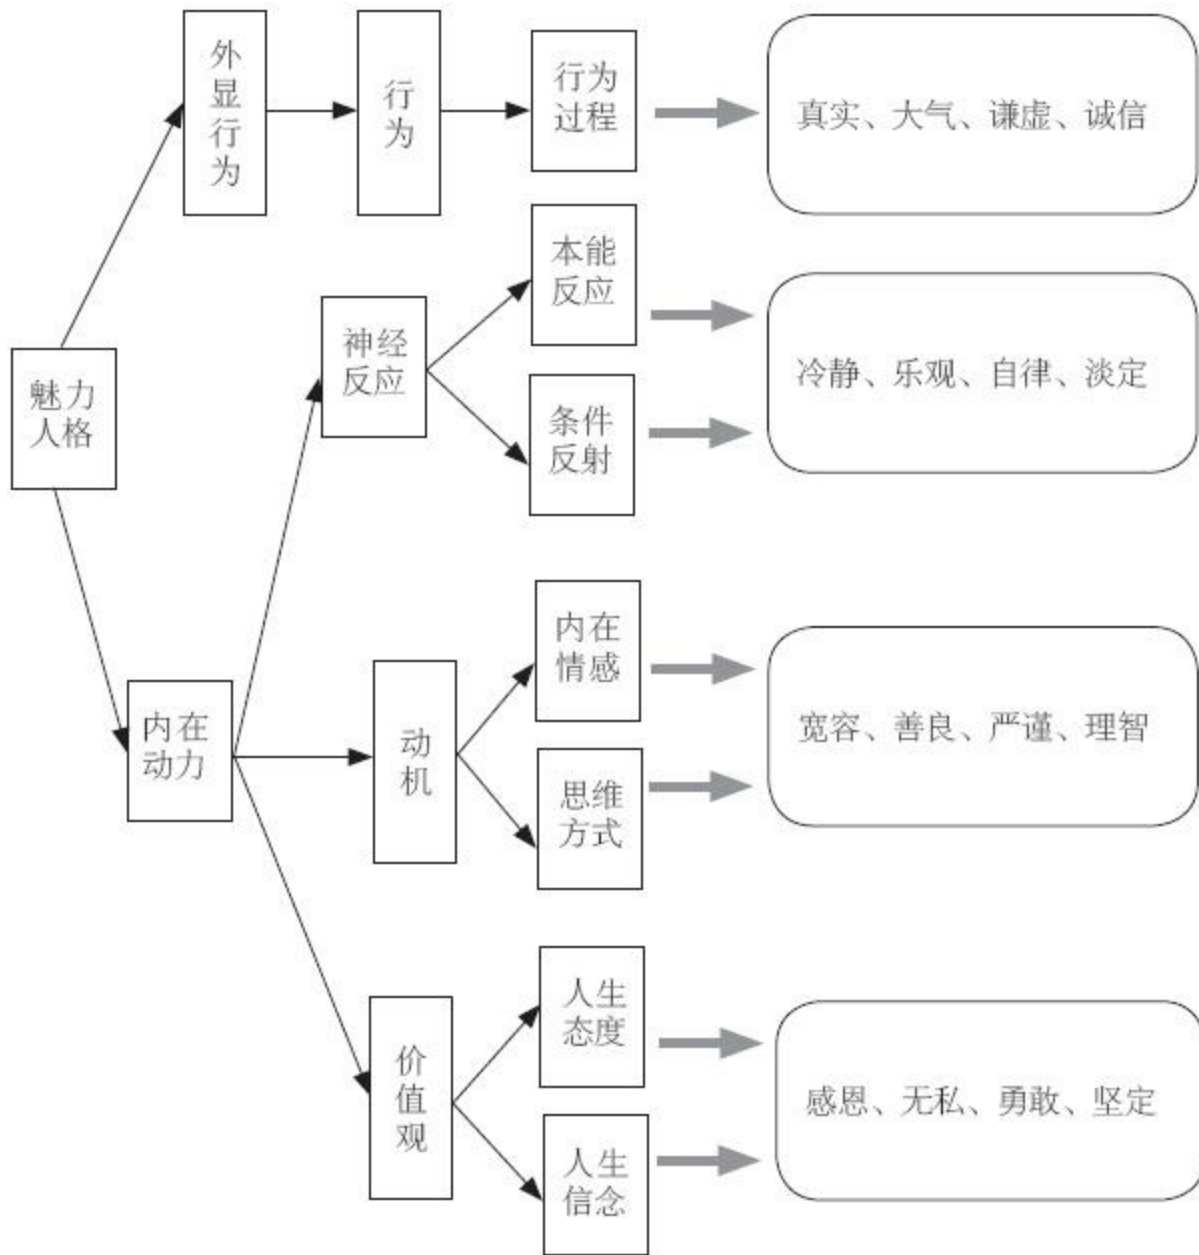 魅力
人格
外
显
行
为
行
为
行为
过程
真实、大气、谦虚、诚信
内在
动力
神经
反应
本能
反应
条件
反射
冷静、乐观、自律、淡定
动
机
内在
情感
思维
方式
宽容、善良、严谨、理智
价
值
观
人生
态度
人生
信念
感恩、无私、勇敢、坚定